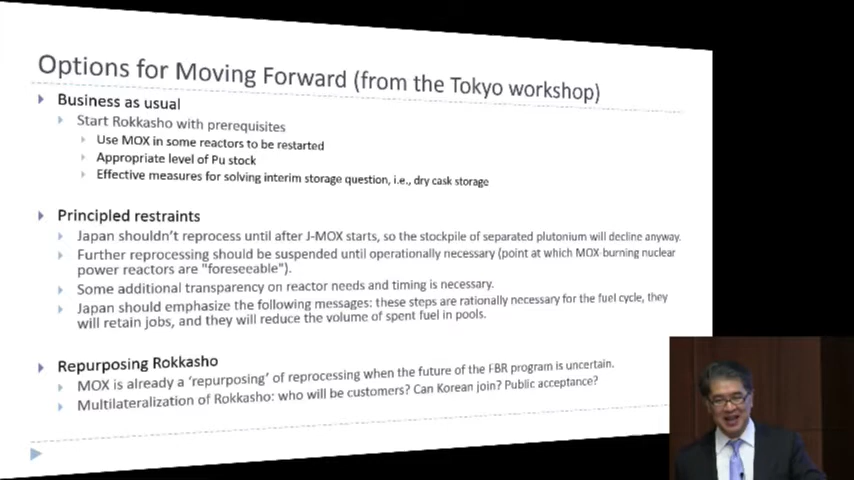 Options for Moving Forward (from the Tokyo workshop)
Business as usual
Start Rokkasho with prerequisites
Use MOX in some reactors to be restarted
Appropriate level of Pu stock
Effective measures for solving interim storage question, i.e., dry cask storage
Principled restraints
Japan shouldn't reprocess until after J-MOX starts, so the stockpile of separated plutonium will decline anyway.
Further reprocessing should be suspended until operationally necessary (point at which MOX-burning nuclear
power reactors are "foreseeable").
Some additional transparency on reactor needs and timing is necessary.
Japan should emphasize the following messages: these steps are rationally necessary for the fuel cycle, they
will retain jobs, and they will reduce the volume of spent fuel in pools.
Repurposing Rokkasho
MOX is already a 'repurposing' of reprocessing when the future of the FBR program is uncertain.
Multilateralization of Rokkasho: who will be customers? Can Korean join? Public acceptance?